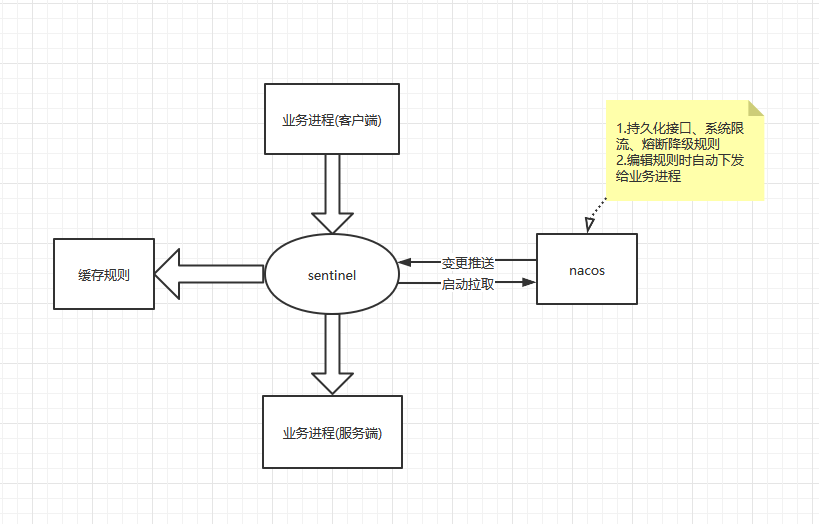 业务进程(客户端)
1.持久化接口、系统限
流、熔断降级规则
2.编辑规则时自动下发
给业务进程
缓存规则
sentinel
变更推送
启动拉取
nacos
业务进程(服务端)